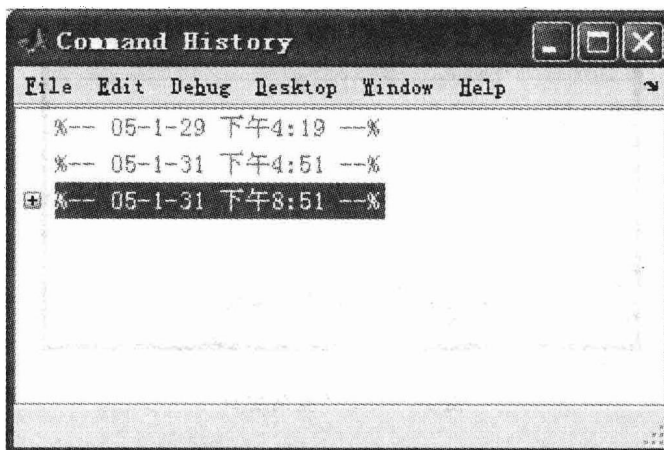 Command History
File Edit Debug Desktop Window Help
%-- 05-1-29 下午4:19 --%
%-- 05-1-31 下午4:51 --%
%-- 05-1-31 下午8:51 --%